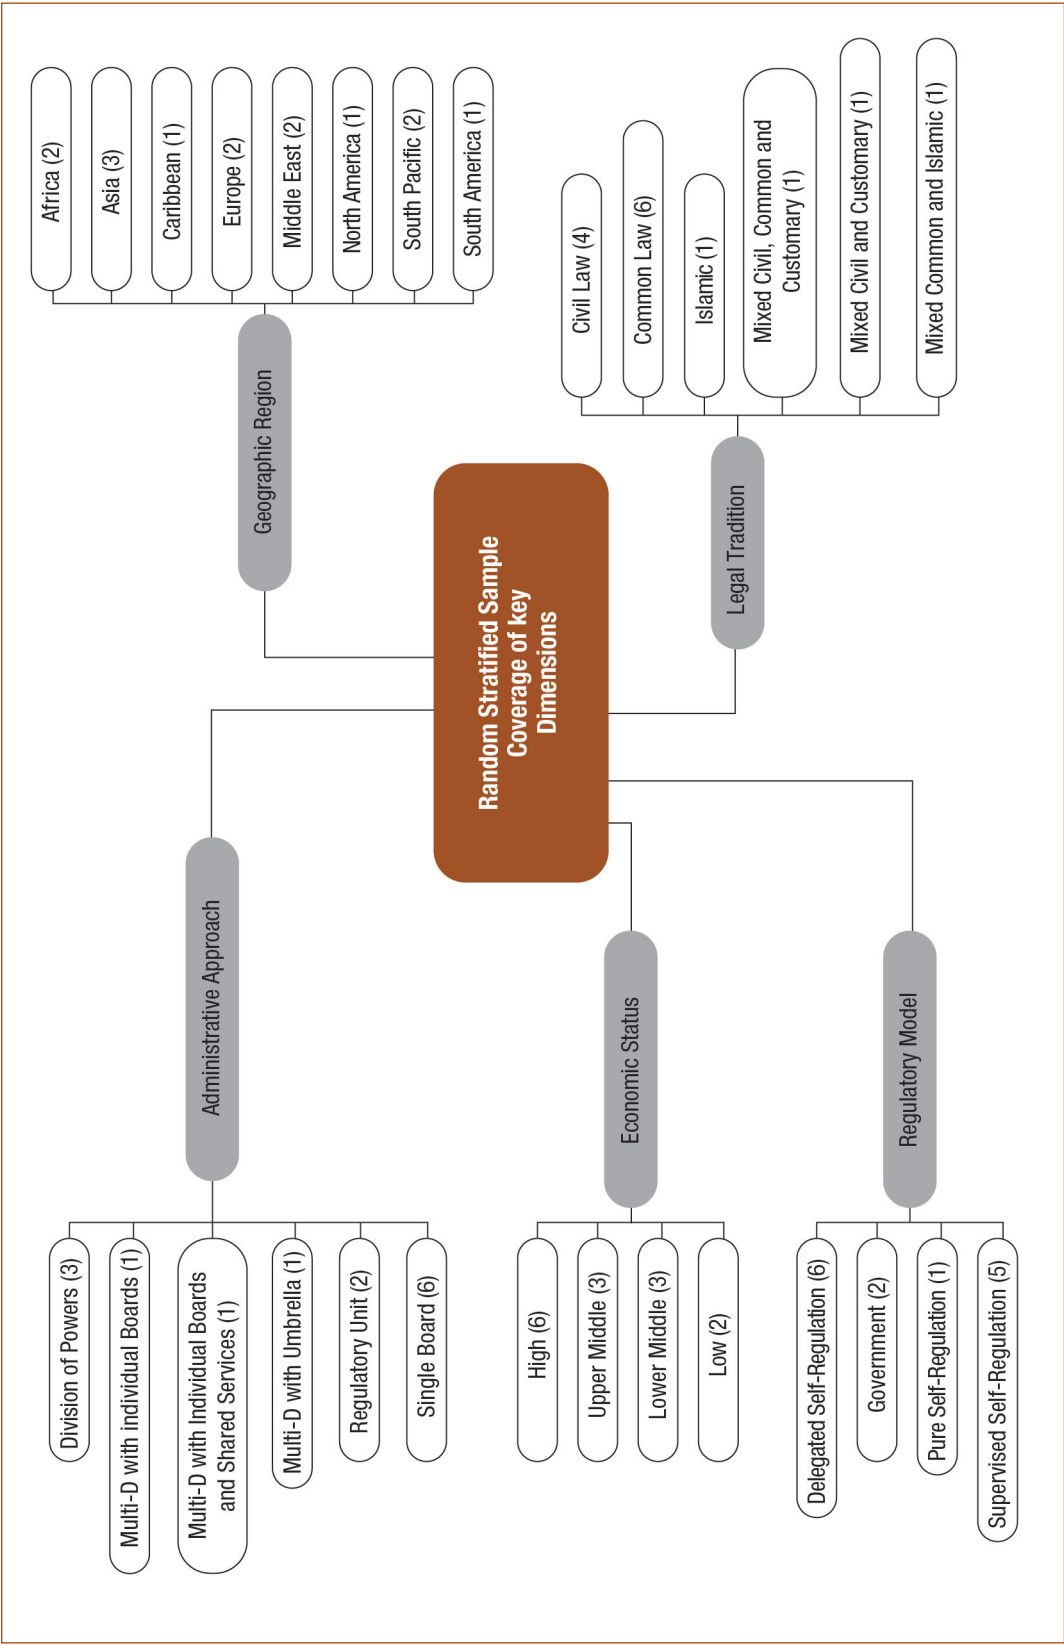 Random Stratified Sample
Coverage of key
Dimensions
Administrative Approach
Division of Powers (3)
Multi-D with individual Boards (1)
Multi-D with Individual Boards
and Shared Services (1)
Multi-D with Umbrella (1)
Regulatory Unit (2)
Single Board (6)
Geographic Region
Africa (2)
Asia (3)
Caribbean (1)
Europe (2)
Middle East (2)
North America (1)
South Pacific (2)
South America (1)
Economic Status
High (6)
Upper Middle (3)
Lower Middle (3)
Low (2)
Legal Tradition
Civil Law (4)
Common Law (6)
Islamic (1)
Mixed Civil, Common and
Customary (1)
Mixed Civil and Customary (1)
Mixed Common and Islamic (1)
Regulatory Model
Delegated Self-Regulation (6)
Government (2)
Pure Self-Regulation (1)
Supervised Self-Regulation (5)